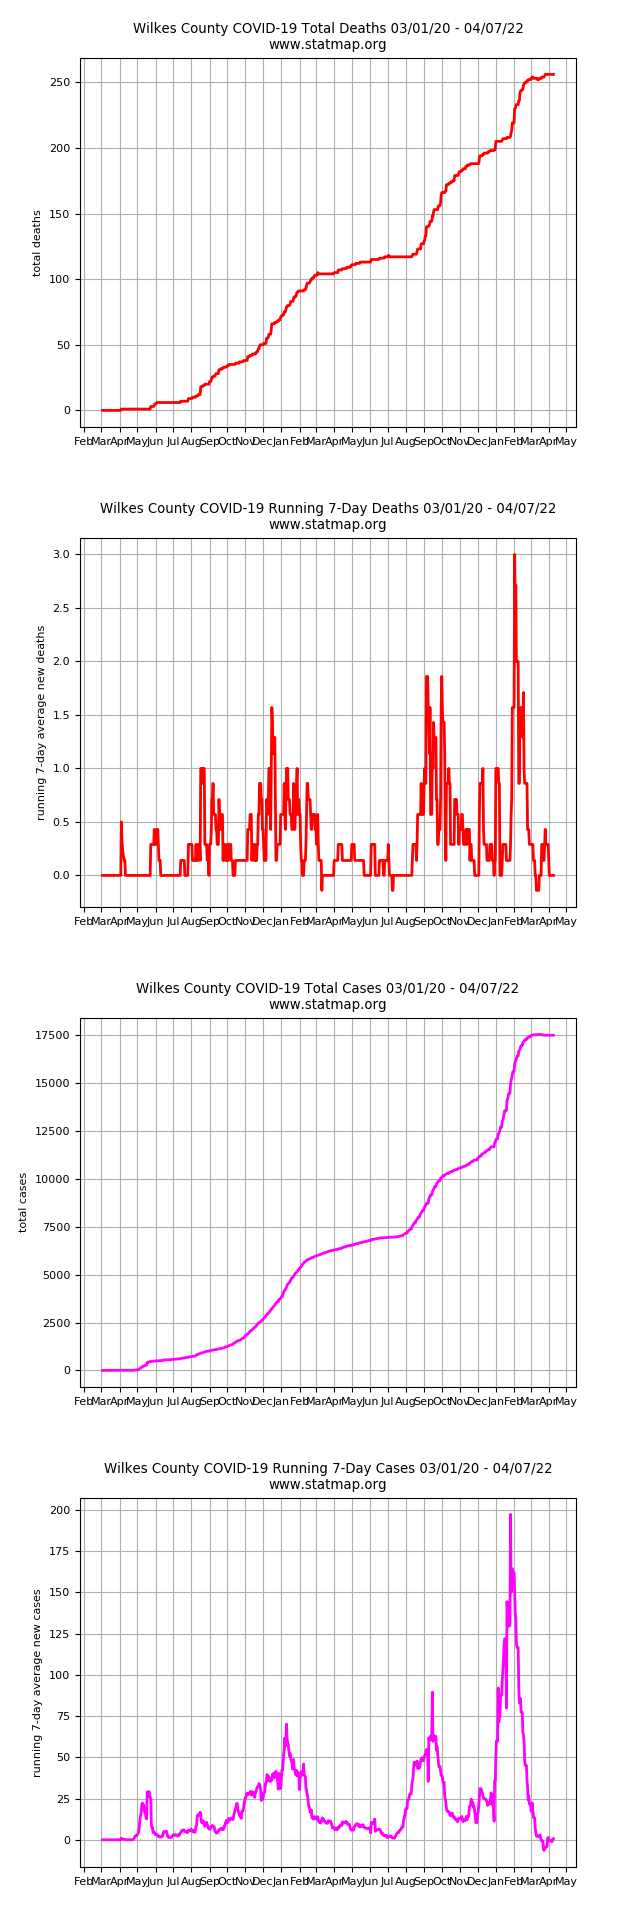 Wilkes County COVID-19 Total Deaths 03/01/20 - 04/07/22
www.statmap.org
250
200
150
100
50
0
total deaths
Feb Mar Apr May Jun Jul Aug Sep Oct Nov Dec Jan Feb Mar Apr May Jun Jul Aug Sep Oct Nov Dec Jan Feb Mar Apr May
Wilkes County COVID-19 Running 7-Day Deaths 03/01/20 - 04/07/22
www.statmap.org
3.0
2.5
2.0
1.5
1.0
0.5
0.0
running 7-day average new deaths
Feb Mar Apr May Jun Jul Aug Sep Oct Nov Dec Jan Feb Mar Apr May Jun Jul Aug Sep Oct Nov Dec Jan Feb Mar Apr May
Wilkes County COVID-19 Total Cases 03/01/20 - 04/07/22
www.statmap.org
17500
15000
12500
10000
7500
5000
2500
0
total cases
Feb Mar Apr May Jun Jul Aug Sep Oct Nov Dec Jan Feb Mar Apr May Jun Jul Aug Sep Oct Nov Dec Jan Feb Mar Apr May
Wilkes County COVID-19 Running 7-Day Cases 03/01/20 - 04/07/22
www.statmap.org
200
175
150
125
100
75
50
25
0
running 7-day average new cases
Feb Mar Apr May Jun Jul Aug Sep Oct Nov Dec Jan Feb Mar Apr May Jun Jul Aug Sep Oct Nov Dec Jan Feb Mar Apr May